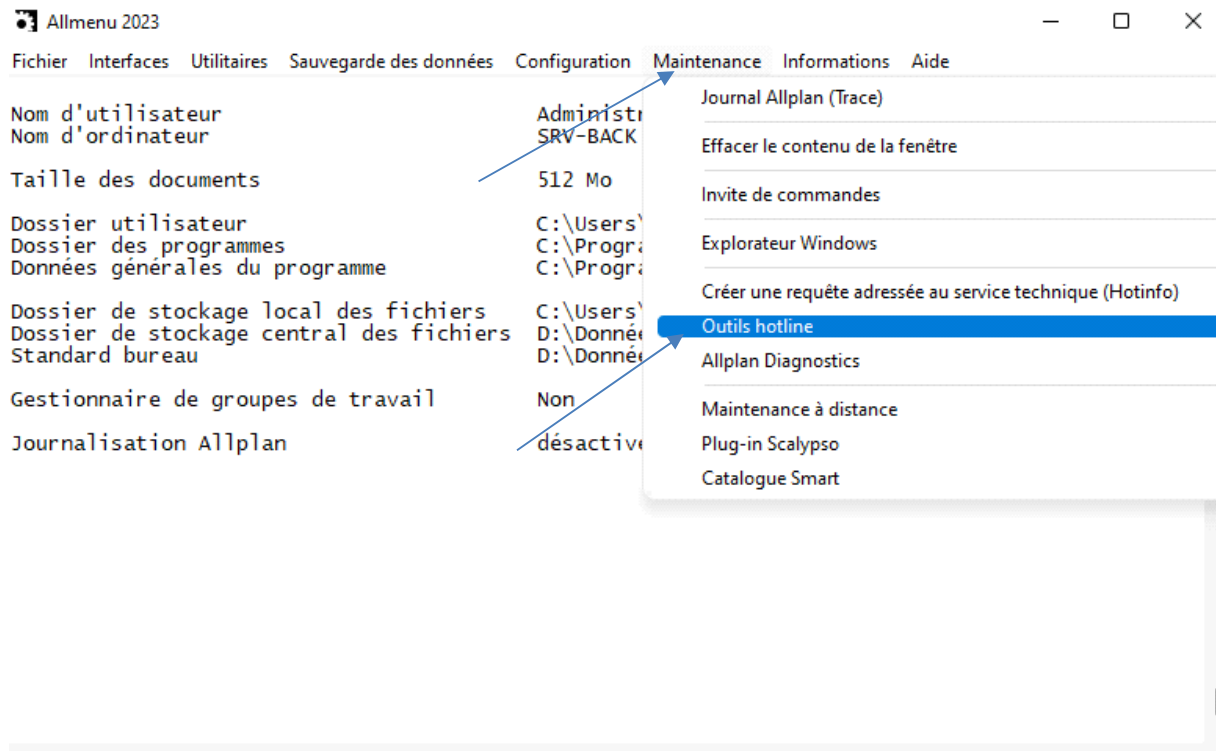 Allmenu 2023
Fichier Interfaces Utilitaires Sauvegarde des données Configuration Maintenance Informations Aide
Nom d'utilisateur
Nom d'ordinateur SRV-BACK
Taille des documents 512 Mo
Dossier utilisateur C:\Users\
Dossier des programmes
Données générales du programme
Dossier de stockage local des fichiers C:\Users\
Dossier de stockage central des fichiers
Standard bureau
Gestionnaire de groupes de travail Non
Journalisation Allplan
Journal Allplan (Trace)
Effacer le contenu de la fenêtre
Invite de commandes
Explorateur Windows
Créer une requête adressée au service technique (Hotinfo)
Outils hotline
Allplan Diagnostics
Maintenance à distance
Plug-in Scalypso
Catalogue Smart